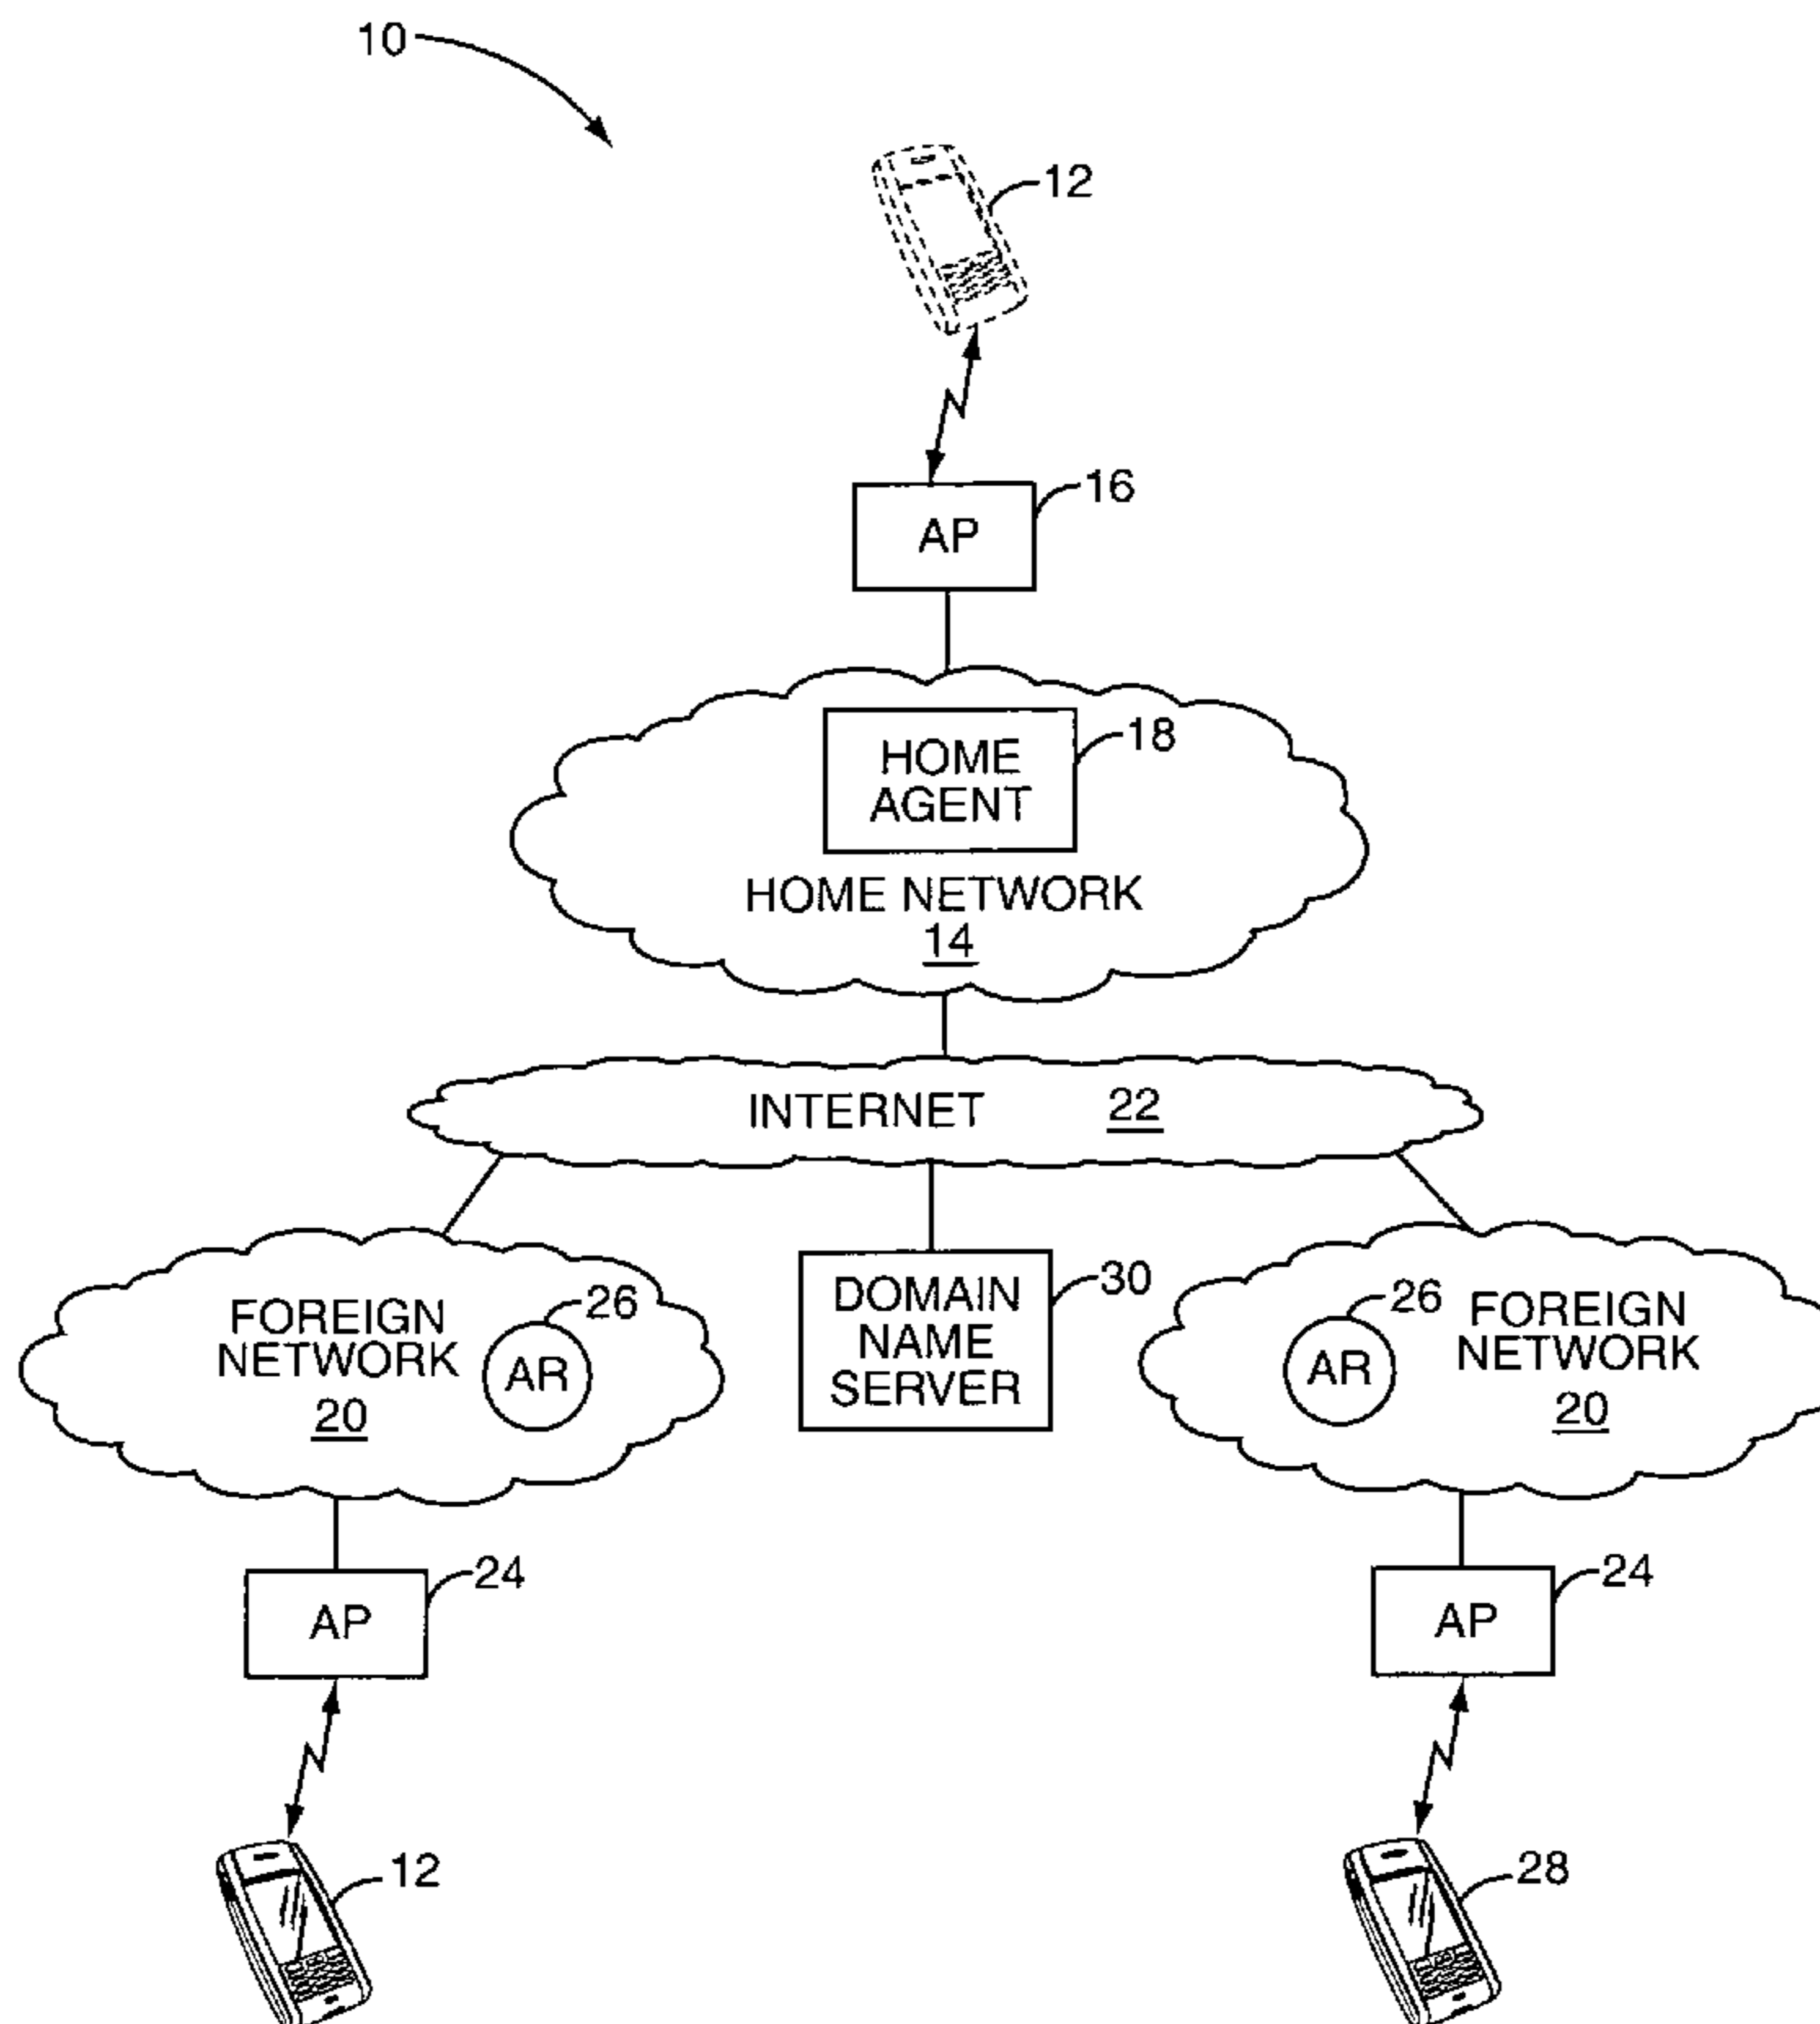 10
12
16
AP
18
HOME
AGENT
HOME NETWORK
14
INTERNET 22
FOREIGN
NETWORK
20
26
AR
30
DOMAIN
NAME
SERVER
26
AR
FOREIGN
NETWORK
20
24
AP
24
AP
12
28